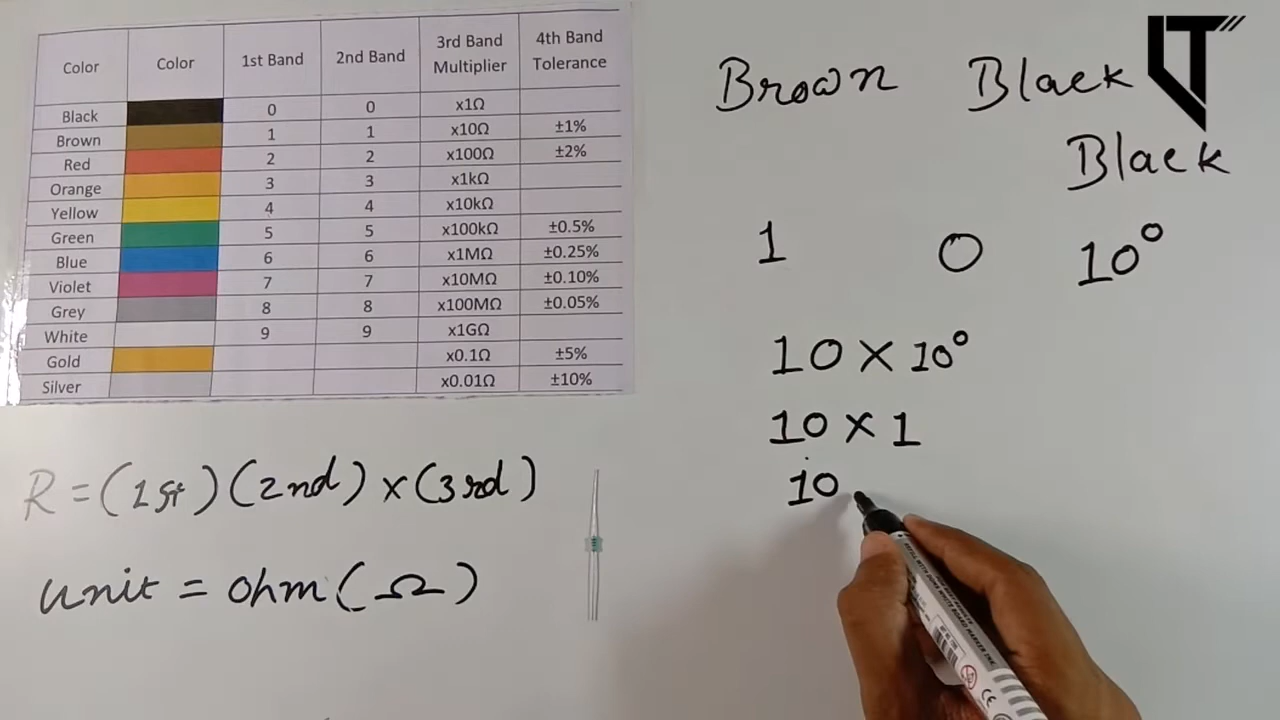 Color Color 1st Band 2nd Band 3rd Band Multiplier 4th Band Tolerance
Black 0 0 x1Ω
Brown 1 1 x10Ω ±1%
Red 2 2 x100Ω ±2%
Orange 3 3 x1kΩ
Yellow 4 4 x10kΩ
Green 5 5 x100kΩ ±0.5%
Blue 6 6 x1MΩ ±0.25%
Violet 7 7 x10MΩ ±0.10%
Grey 8 8 x100MΩ ±0.05%
White 9 9 x1GΩ
Gold x0.1Ω ±5%
Silver x0.01Ω ±10%
R = (1st) (2nd) × (3rd)
unit = ohm (Ω)
Brown Black
Black
1 0 10⁰
10 × 10⁰
10 × 1
10
LT
CE